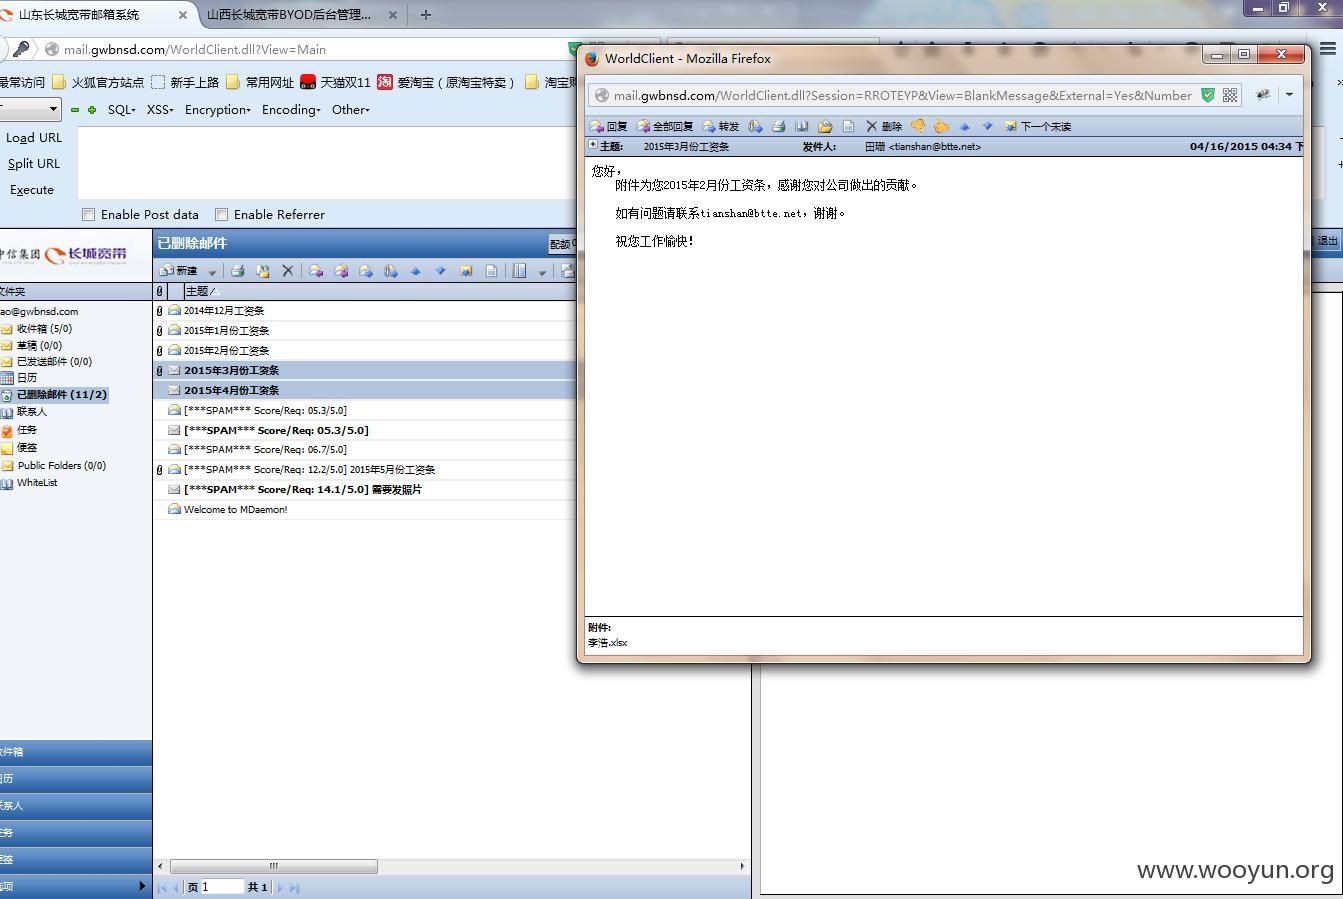 山东长城宽带邮箱系统
山西长城宽带BYOD后台管理...
mail.gwbnsd.com/WorldClient.dll?View=Main
最常访问
火狐官方站点
新手上路
常用网址
天猫双11
淘
爱淘宝（原淘宝特卖）
SQL
XSS
Encryption
Encoding
Other
Load URL
Split URL
Execute
Enable Post data
Enable Referrer
中信集团
长城宽带
已删除邮件
配额
退出
新建
文件夹
主题
ao@gwbnsd.com
收件箱 (5/0)
草稿 (0/0)
已发送邮件 (0/0)
日历
已删除邮件 (11/2)
联系人
任务
便签
Public Folders (0/0)
WhiteList
2014年12月工资条
2015年1月份工资条
2015年2月份工资条
2015年3月份工资条
2015年4月份工资条
[***SPAM*** Score/Req: 05.3/5.0]
[***SPAM*** Score/Req: 05.3/5.0]
[***SPAM*** Score/Req: 06.7/5.0]
[***SPAM*** Score/Req: 12.2/5.0] 2015年5月份工资条
[***SPAM*** Score/Req: 14.1/5.0] 需要发照片
Welcome to MDaemon!
页 1 共 1
WorldClient - Mozilla Firefox
mail.gwbnsd.com/WorldClient.dll?Session=RROTEYP&View=BlankMessage&External=Yes&Number
回复
全部回复
转发
删除
下一个未读
主题:
2015年3月份工资条
发件人:
田珊 <tianshan@btte.net>
04/16/2015 04:34 下
您好，
附件为您2015年2月份工资条，感谢您对公司做出的贡献。
如有问题请联系tianshan@btte.net，谢谢。
祝您工作愉快！
附件:
李浩.xlsx
www.wooyun.org